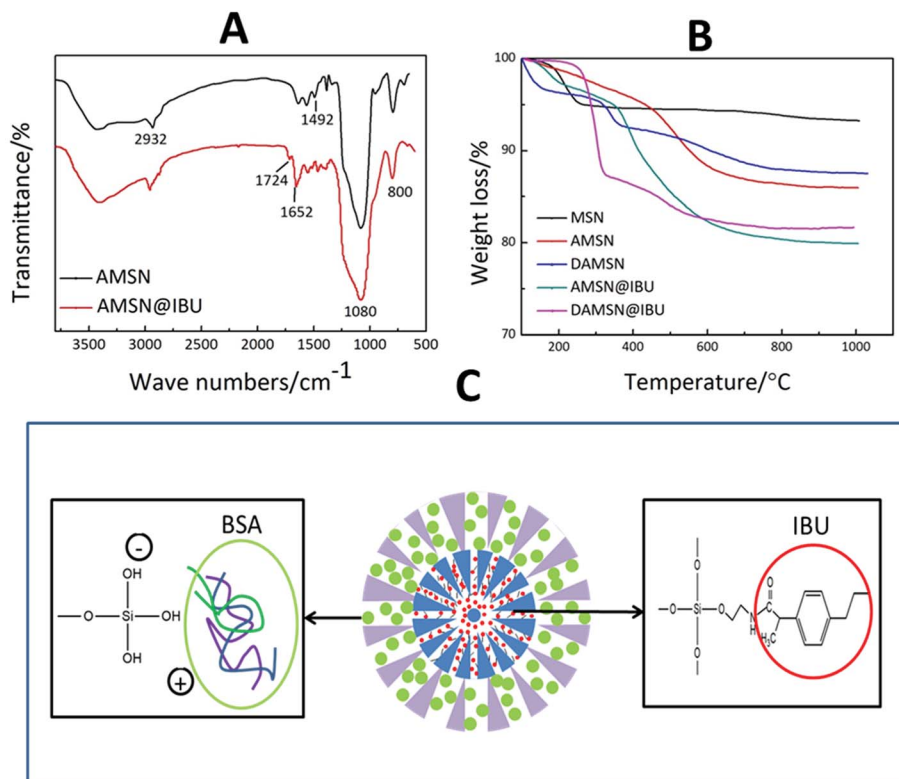 A
Transmittance/%
2932
1492
1724
1652
800
1080
AMSN
AMSN@IBU
3500 3000 2500 2000 1500 1000 500
Wave numbers/cm⁻¹
B
Weight loss/%
100
90
80
70
MSN
AMSN
DAMSN
AMSN@IBU
DAMSN@IBU
200 400 600 800 1000
Temperature/°C
C
BSA
-
OH
O Si OH
OH
+
IBU
O
O
O Si O N C
H
H₃C
O